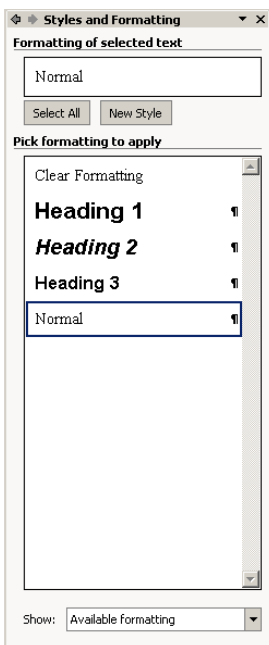 Styles and Formatting
Formatting of selected text
Normal
Select All New Style
Pick formatting to apply
Clear Formatting
Heading 1 ¶
Heading 2 ¶
Heading 3 ¶
Normal ¶
Show: Available formatting